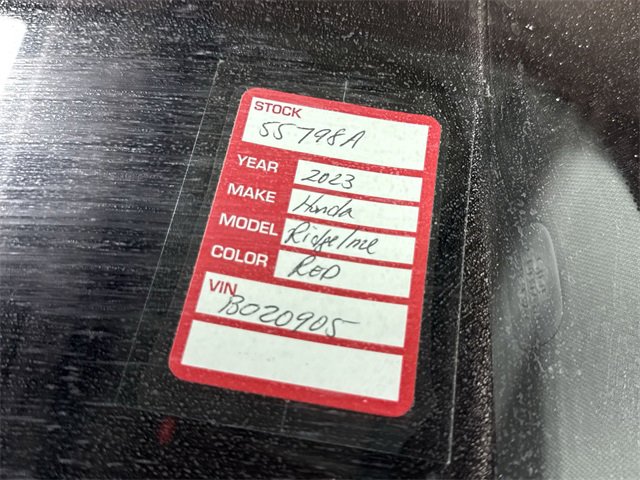 STOCK
55798A
YEAR 2023
MAKE Honda
MODEL Ridgeline
COLOR RED
VIN
B020905